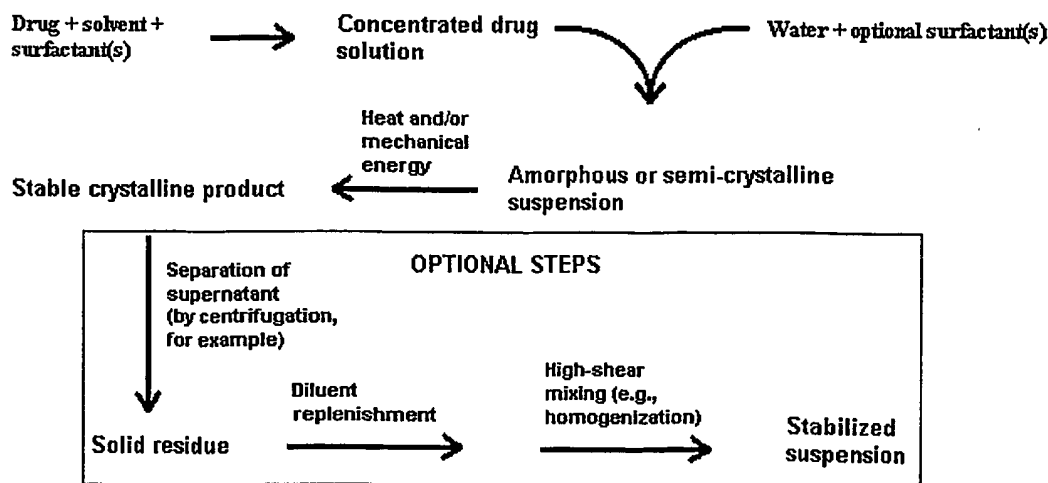 Drug + solvent +
surfactant(s)
Concentrated drug
solution
Water + optional surfactant(s)
Heat and/or
mechanical
energy
Stable crystalline product
Amorphous or semi-crystalline
suspension
OPTIONAL STEPS
Separation of
supernatant
(by centrifugation,
for example)
Solid residue
Diluent
replenishment
High-shear
mixing (e.g.,
homogenization)
Stabilized
suspension